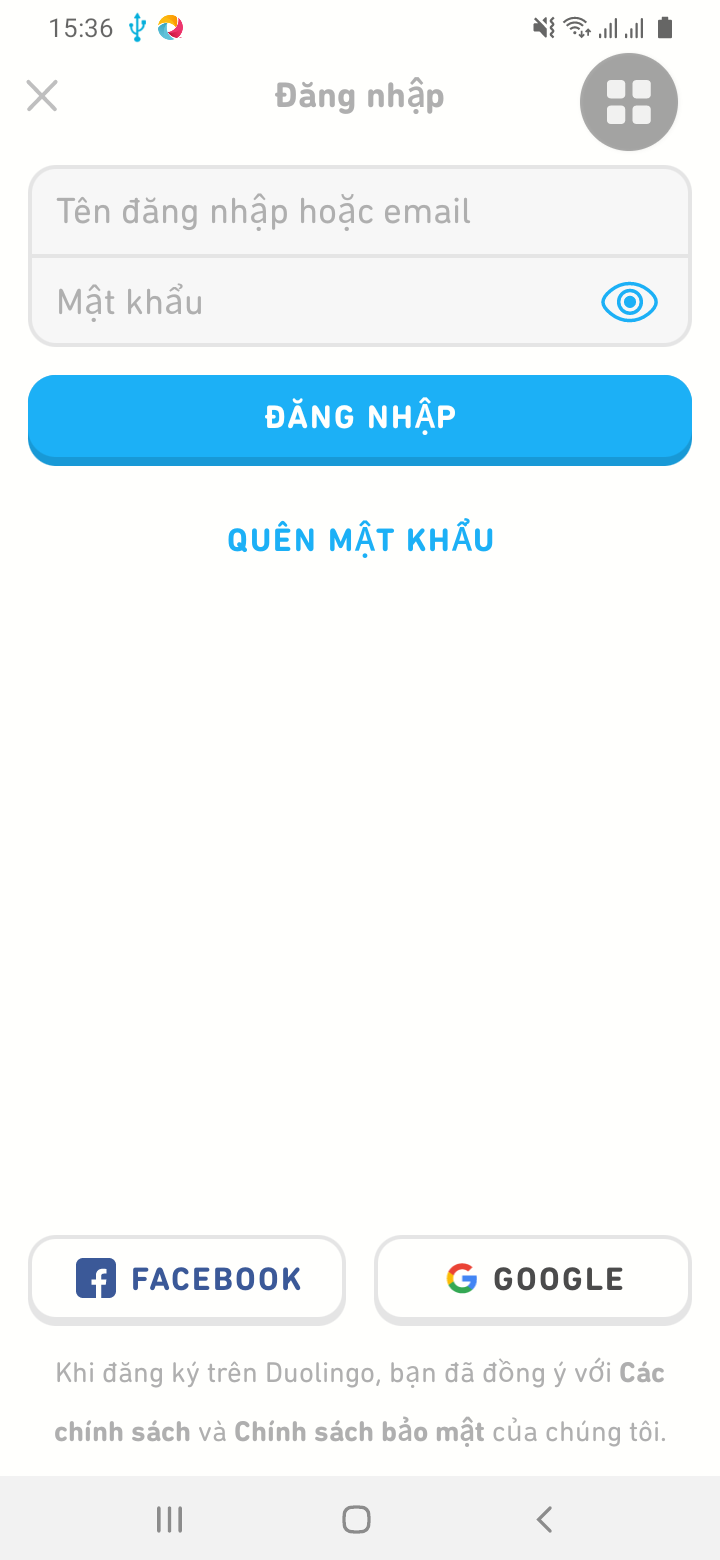 15:36
Đăng nhập
Tên đăng nhập hoặc email
Mật khẩu
ĐĂNG NHẬP
QUÊN MẬT KHẨU
FACEBOOK
GOOGLE
Khi đăng ký trên Duolingo, bạn đã đồng ý với Các
chính sách và Chính sách bảo mật của chúng tôi.